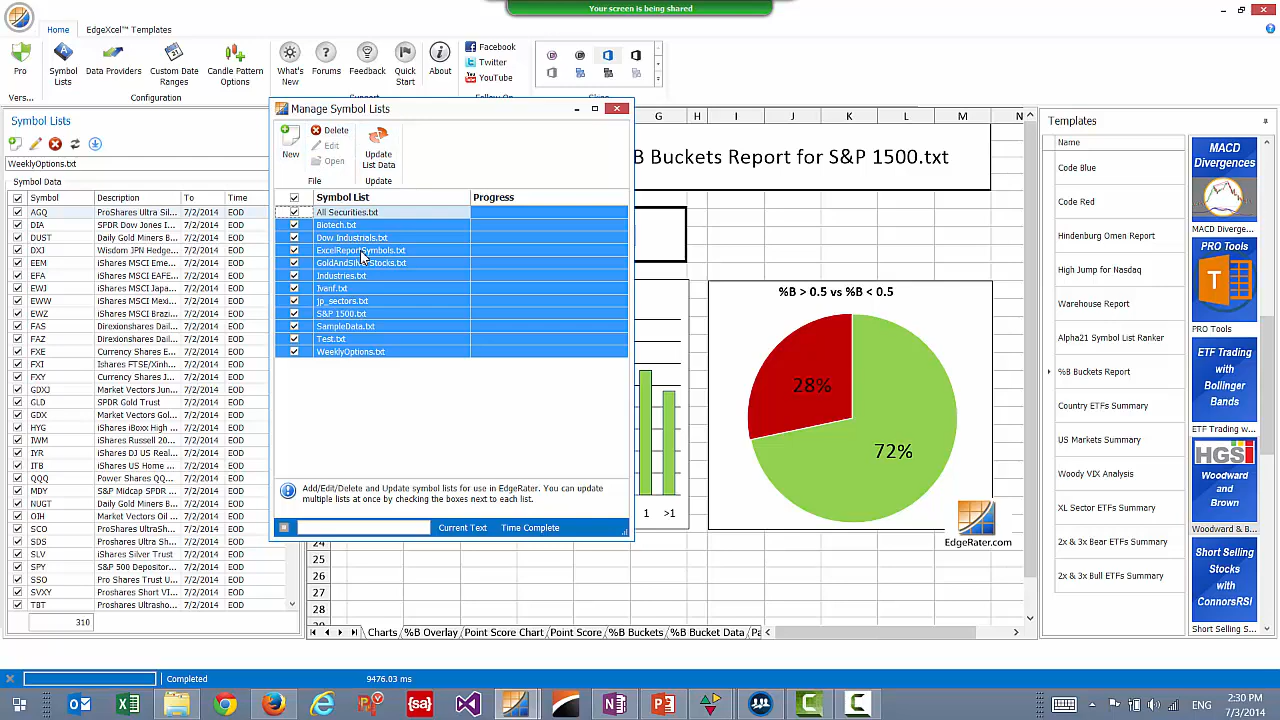 Your screen is being shared
Home
EdgeXcel™ Templates
Pro
Symbol Lists
Data Providers
Custom Date Ranges
Candle Pattern Options
What's New
Forums
Feedback
Quick Start
About
Facebook
Twitter
YouTube
Vers...
Configuration
Symbol Lists
WeeklyOptions.txt
Symbol Data
Symbol Description To Time
AGQ ProShares Ultra Sil... 7/2/2014 EOD
DIA SPDR Dow Jones I... 7/2/2014 EOD
DUST Daily Gold Miners B... 7/2/2014 EOD
DXJ Wisdom JPN Hedge... 7/2/2014 EOD
EEM iShares MSCI Eme... 7/2/2014 EOD
EFA iShares MSCI EAFE... 7/2/2014 EOD
EWJ iShares MSCI Japa... 7/2/2014 EOD
EWW iShares MSCI Mexi... 7/2/2014 EOD
EWZ iShares MSCI Brazi... 7/2/2014 EOD
FAS Direxionshares Dail... 7/2/2014 EOD
FAZ Direxionshares Dail... 7/2/2014 EOD
FXE Currency Shares E... 7/2/2014 EOD
FXI iShares FTSE/Xinh... 7/2/2014 EOD
FXY Currency Shares J... 7/2/2014 EOD
GDXJ Market Vectors Jun... 7/2/2014 EOD
GLD SPDR Gold Trust 7/2/2014 EOD
GDX Market Vectors Gol... 7/2/2014 EOD
HYG iShares iBoxx Inve... 7/2/2014 EOD
IWM iShares Russell 20... 7/2/2014 EOD
IYR iShares DJ US Real... 7/2/2014 EOD
ITB iShares US Home ... 7/2/2014 EOD
QQQ Power Shares QQ... 7/2/2014 EOD
MDY S&P Midcap SPDR ... 7/2/2014 EOD
NUGT Daily Gold Miners B... 7/2/2014 EOD
OIH Market Vectors Oil ... 7/2/2014 EOD
SCO ProShares UltraSho... 7/2/2014 EOD
SDS ProShares UltraSho... 7/2/2014 EOD
SLV iShares Silver Trust 7/2/2014 EOD
SPY S&P 500 Depositor... 7/2/2014 EOD
SSO Pro Shares Trust U... 7/2/2014 EOD
SVXY ProShares Short VI... 7/2/2014 EOD
TBT ProShares Ultrasho... 7/2/2014 EOD
310
Manage Symbol Lists
New
Delete
Edit
Open
Update List Data
File
Update
Symbol List Progress
All Securities.txt
Biotech.txt
Dow Industrials.txt
GoldAndSilverStocks.txt
Industries.txt
Ivanf.txt
jp_sectors.txt
S&P 1500.txt
SampleData.txt
Test.txt
WeeklyOptions.txt
Add/Edit/Delete and Update symbol lists for use in EdgeRater. You can update
multiple lists at once by checking the boxes next to each list.
Current Text Time Complete
G H I J K L M N
B Buckets Report for S&P 1500.txt
%B > 0.5 vs %B < 0.5
28%
72%
1 >1
EdgeRater.com
24
25
26
27
28
Charts %B Overlay Point Score Chart Point Score %B Buckets %B Bucket Data
Templates
Name
Code Blue
Code Red
Hindenburg Omen Report
High Jump for Nasdaq
Warehouse Report
Alpha21 Symbol List Ranker
%B Buckets Report
Country ETFs Summary
US Markets Summary
Woody VIX Analysis
XL Sector ETFs Summary
2x & 3x Bear ETFs Summary
2x & 3x Bull ETFs Summary
MACD Divergences
MACD Diverge...
PRO Tools
PRO Tools
ETF Trading with Bollinger Bands
ETF Trading w...
HGSI
Woodward and Brown
Woodward & B...
Short Selling Stocks with ConnorsRSI
Short Selling S...
Completed
9476.03 ms
ENG
2:30 PM
7/3/2014